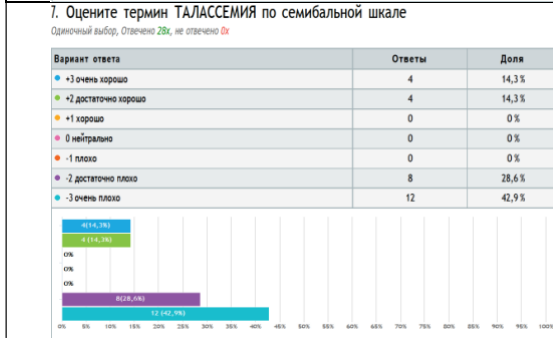 7. Оцените термин ТАЛАССЕМИЯ по семибальной шкале
Одиночный выбор, Отвечено 28x, не отвечено 0x
Вариант ответа Ответы Доля
+3 очень хорошо 4 14,3 %
+2 достаточно хорошо 4 14,3 %
+1 хорошо 0 0 %
0 нейтрально 0 0 %
-1 плохо 0 0 %
-2 достаточно плохо 8 28,6 %
-3 очень плохо 12 42,9 %
4(14,3%)
4 (14,3%)
0%
0%
0%
8(28,6%)
12 (42,9%)
0% 5% 10% 15% 20% 25% 30% 35% 40% 45% 50% 55% 60% 65% 70% 75% 80% 85% 90% 95% 100%